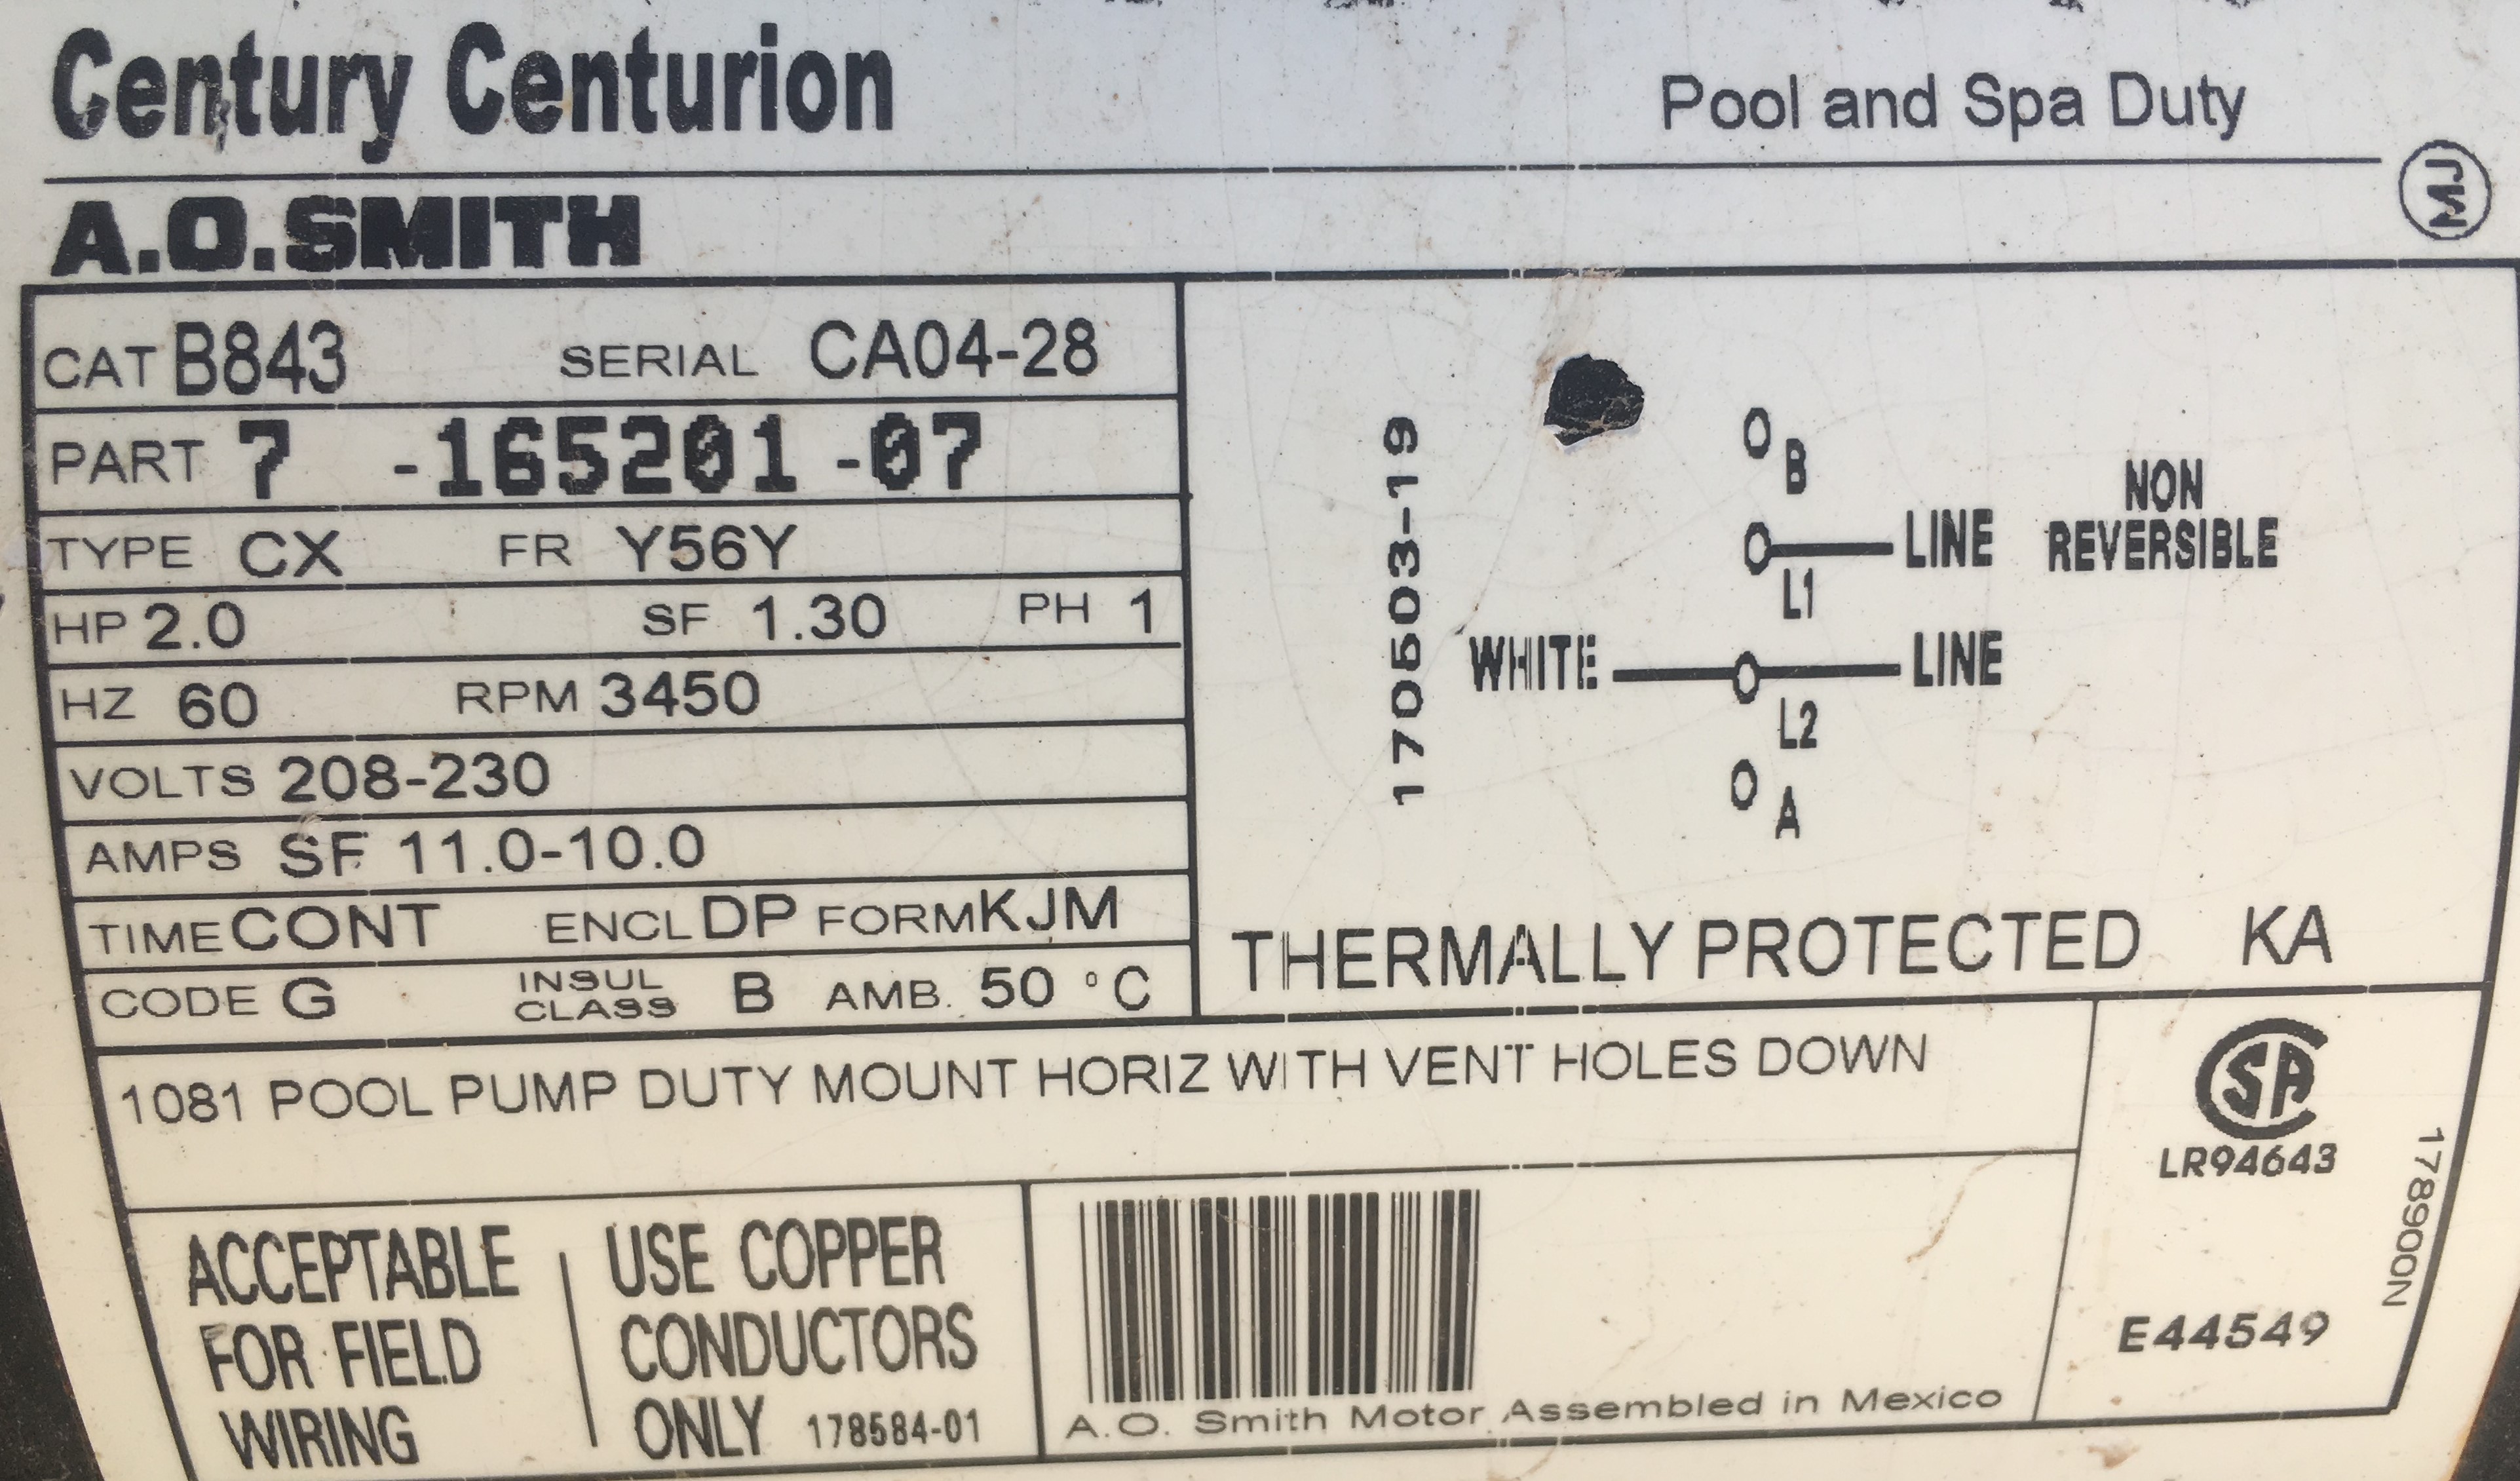 Century Centurion
Pool and Spa Duty
A.O.SMITH
MJ
CAT B843 SERIAL CA04-28
PART 7 -165201-07
TYPE CX FR Y56Y
HP 2.0 SF 1.30 PH 1
HZ 60 RPM 3450
VOLTS 208-230
AMPS SF 11.0-10.0
TIME CONT ENCL DP FORM KJM
CODE G INSUL CLASS B AMB. 50 °C
170503-19
B
LINE
L1
NON
REVERSIBLE
WHITE LINE
L2
A
THERMALLY PROTECTED KA
1081 POOL PUMP DUTY MOUNT HORIZ WITH VENT HOLES DOWN
SA
LR94643
178900N
E44549
ACCEPTABLE
FOR FIELD
WIRING
USE COPPER
CONDUCTORS
ONLY 178584-01
A.O. Smith Motor Assembled in Mexico